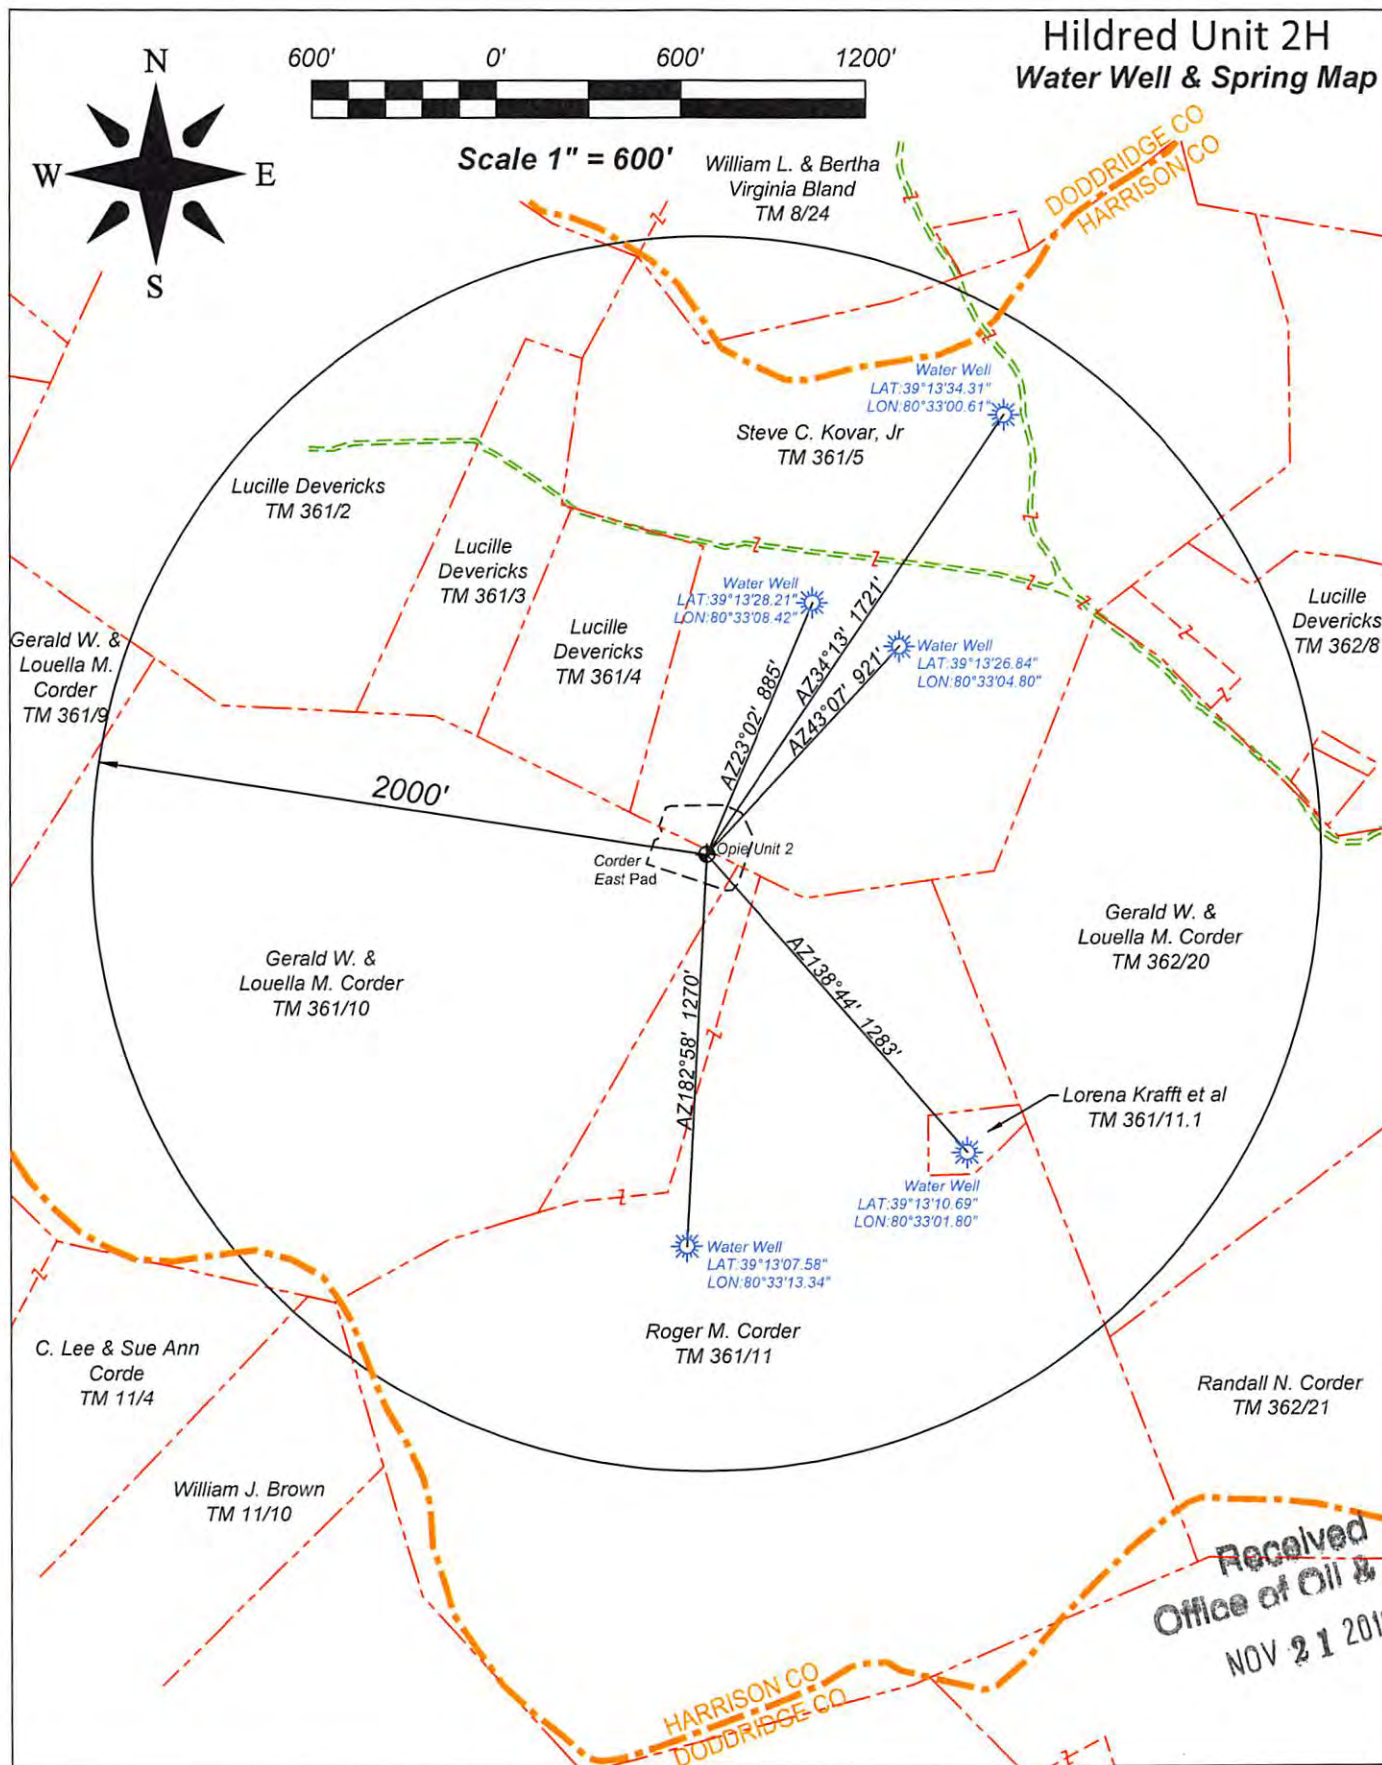 Hildred Unit 2H
Water Well & Spring Map
N
W
E
S
600'
0'
600'
1200'
Scale 1" = 600'
William L. & Bertha
Virginia Bland
TM 8/24
DODDRIDGE CO
HARRISON CO
Water Well
LAT:39°13'34.31"
LON:80°33'00.61"
Steve C. Kovar, Jr
TM 361/5
Lucille Devericks
TM 361/2
Lucille
Devericks
TM 361/3
Lucille
Devericks
TM 361/4
Water Well
LAT:39°13'28.21"
LON:80°33'08.42"
Water Well
LAT:39°13'26.84"
LON:80°33'04.80"
Lucille
Devericks
TM 362/8
Gerald W. &
Louella M.
Corder
TM 361/9
AZ23°02' 885'
AZ34°13' 1721'
AZ43°07' 921'
2000'
Opie Unit 2
Corder
East Pad
Gerald W. &
Louella M. Corder
TM 361/10
Gerald W. &
Louella M. Corder
TM 362/20
AZ182°58' 1270'
AZ138°44' 1283'
Lorena Krafft et al
TM 361/11.1
Water Well
LAT:39°13'10.69"
LON:80°33'01.80"
Water Well
LAT:39°13'07.58"
LON:80°33'13.34"
Roger M. Corder
TM 361/11
C. Lee & Sue Ann
Corde
TM 11/4
William J. Brown
TM 11/10
Randall N. Corder
TM 362/21
Received
Office of Oil &
NOV 21 201
HARRISON CO
DODDRIDGE CO